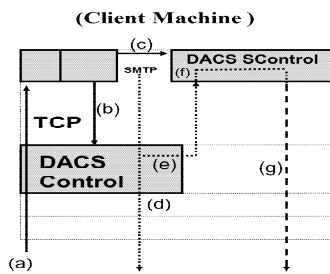 (Client Machine )
(c)
DACS SControl
SMTP
(f)
(b)
TCP
DACS
Control
(e)
(g)
(d)
(a)